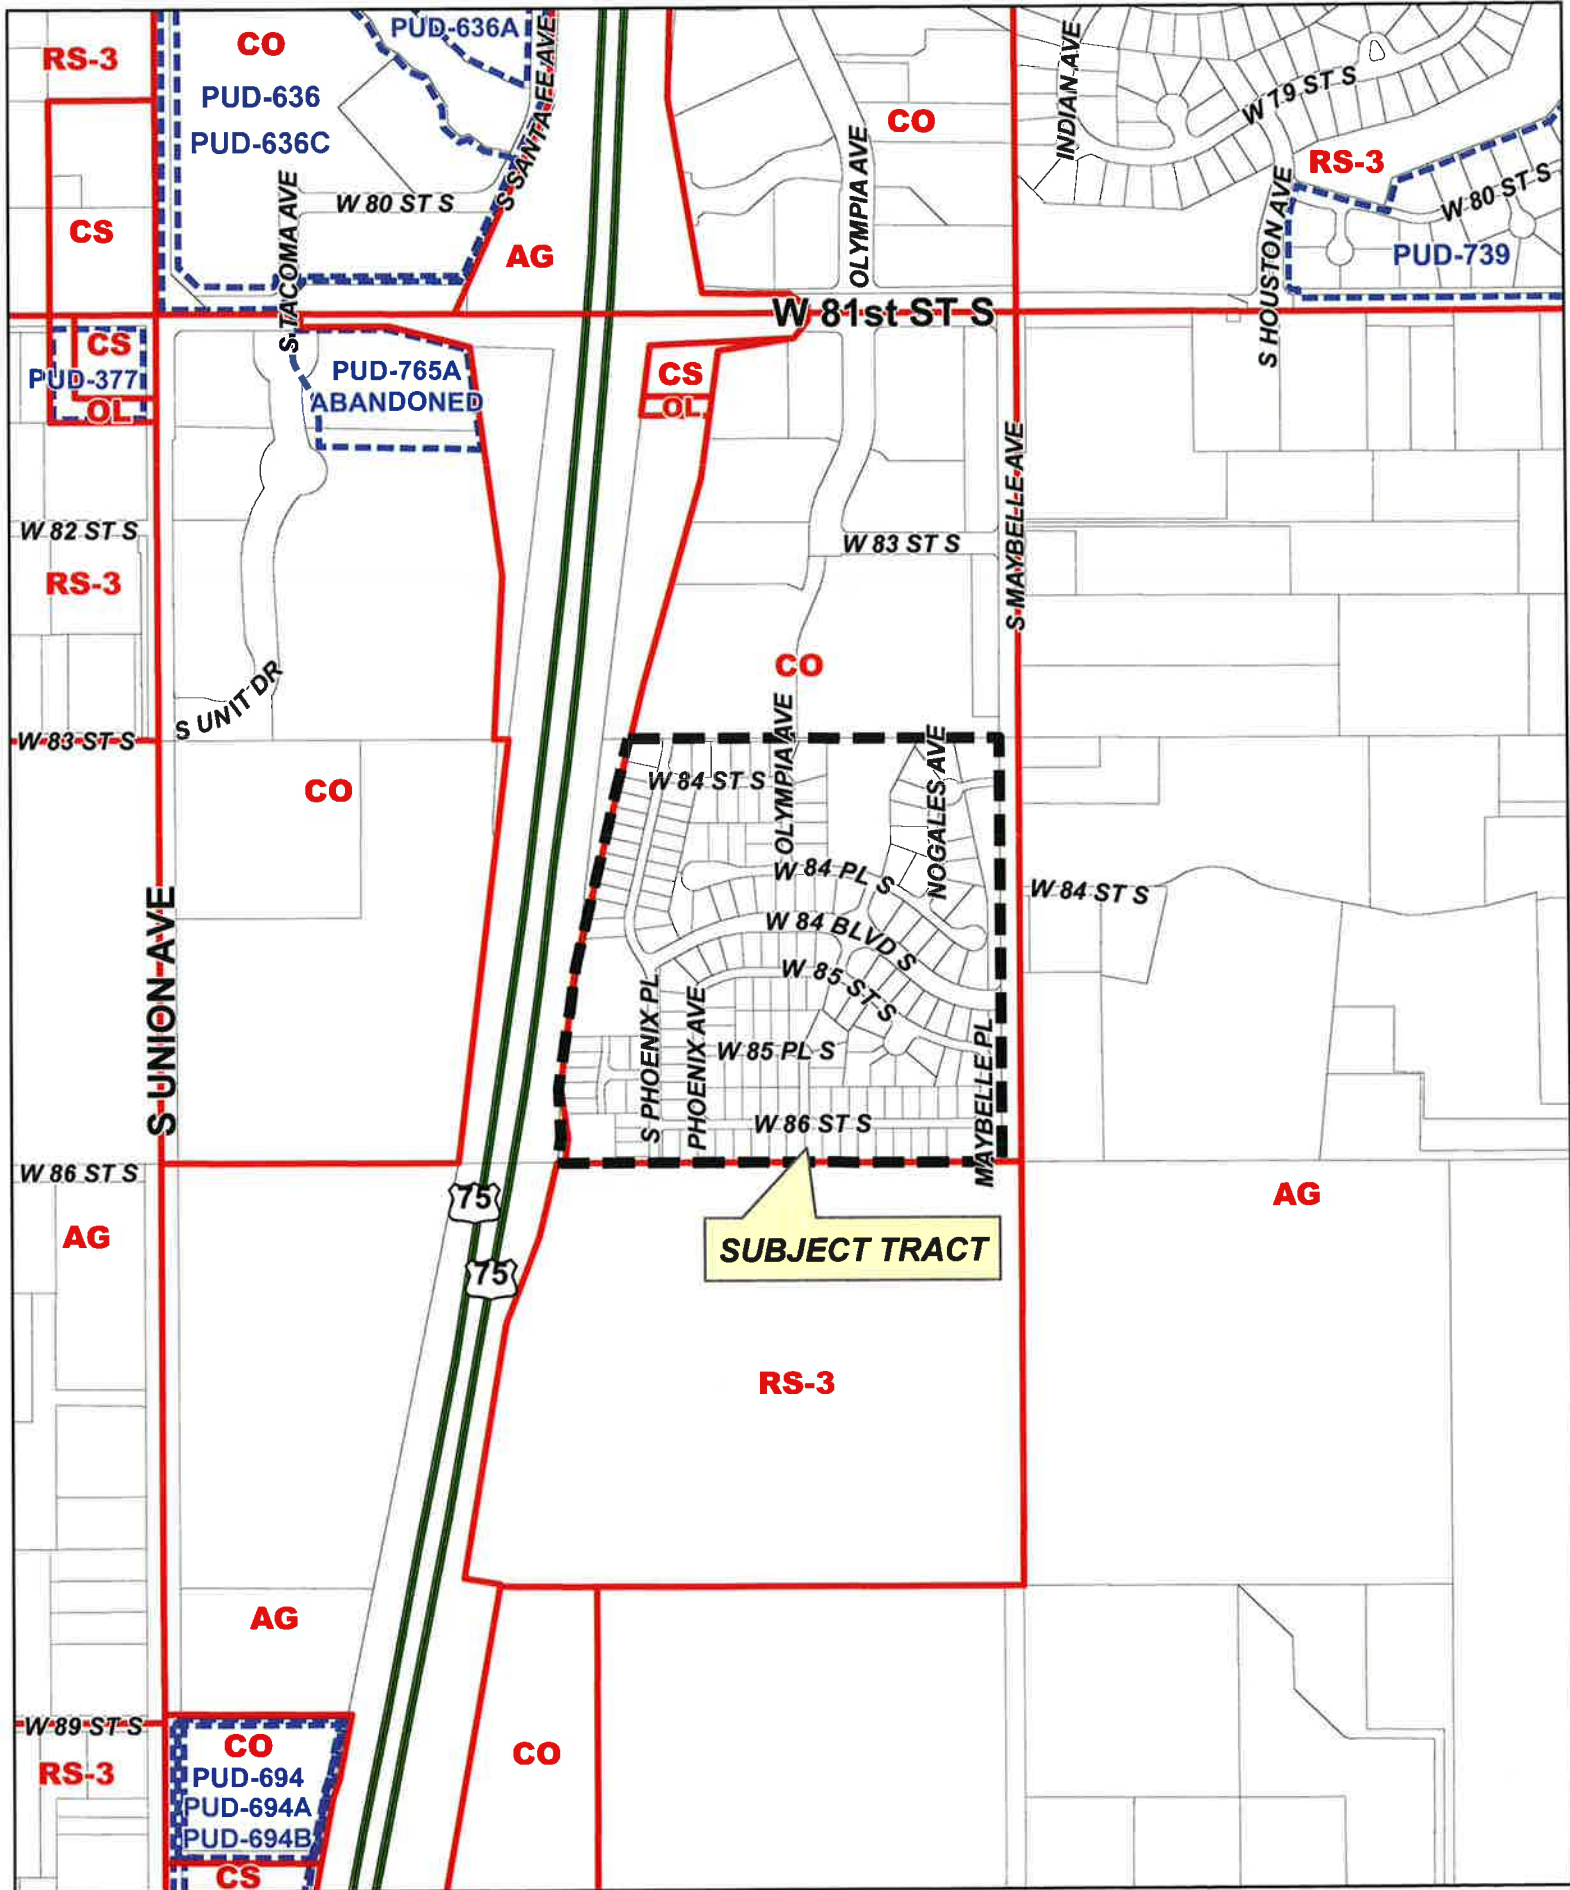 PUD-636A
CO
RS-3
PUD-636
PUD-636C
S SANTA FE AVE
INDIAN AVE
W 79 ST S
CO
RS-3
OLYMPIA AVE
S TACOMA AVE
W 80 ST S
W 80 ST S
CS
AG
S HOUSTON AVE
PUD-739
W 81st ST S
CS
PUD-377
OL
PUD-765A
ABANDONED
CS
OL
S MAYBELLE AVE
W 82 ST S
W 83 ST S
RS-3
CO
S UNIT DR
W 83 ST S
OLYMPIA AVE
NOGALES AVE
W 84 ST S
CO
W 84 PL S
W 84 ST S
W 84 BLVD S
S UNION AVE
W 85 ST S
S PHOENIX PL
PHOENIX AVE
W 85 PL S
MAYBELLE PL
W 86 ST S
W 86 ST S
75
AG
AG
SUBJECT TRACT
75
RS-3
AG
W 89 ST S
CO
CO
RS-3
PUD-694
PUD-694A
PUD-694B
CS